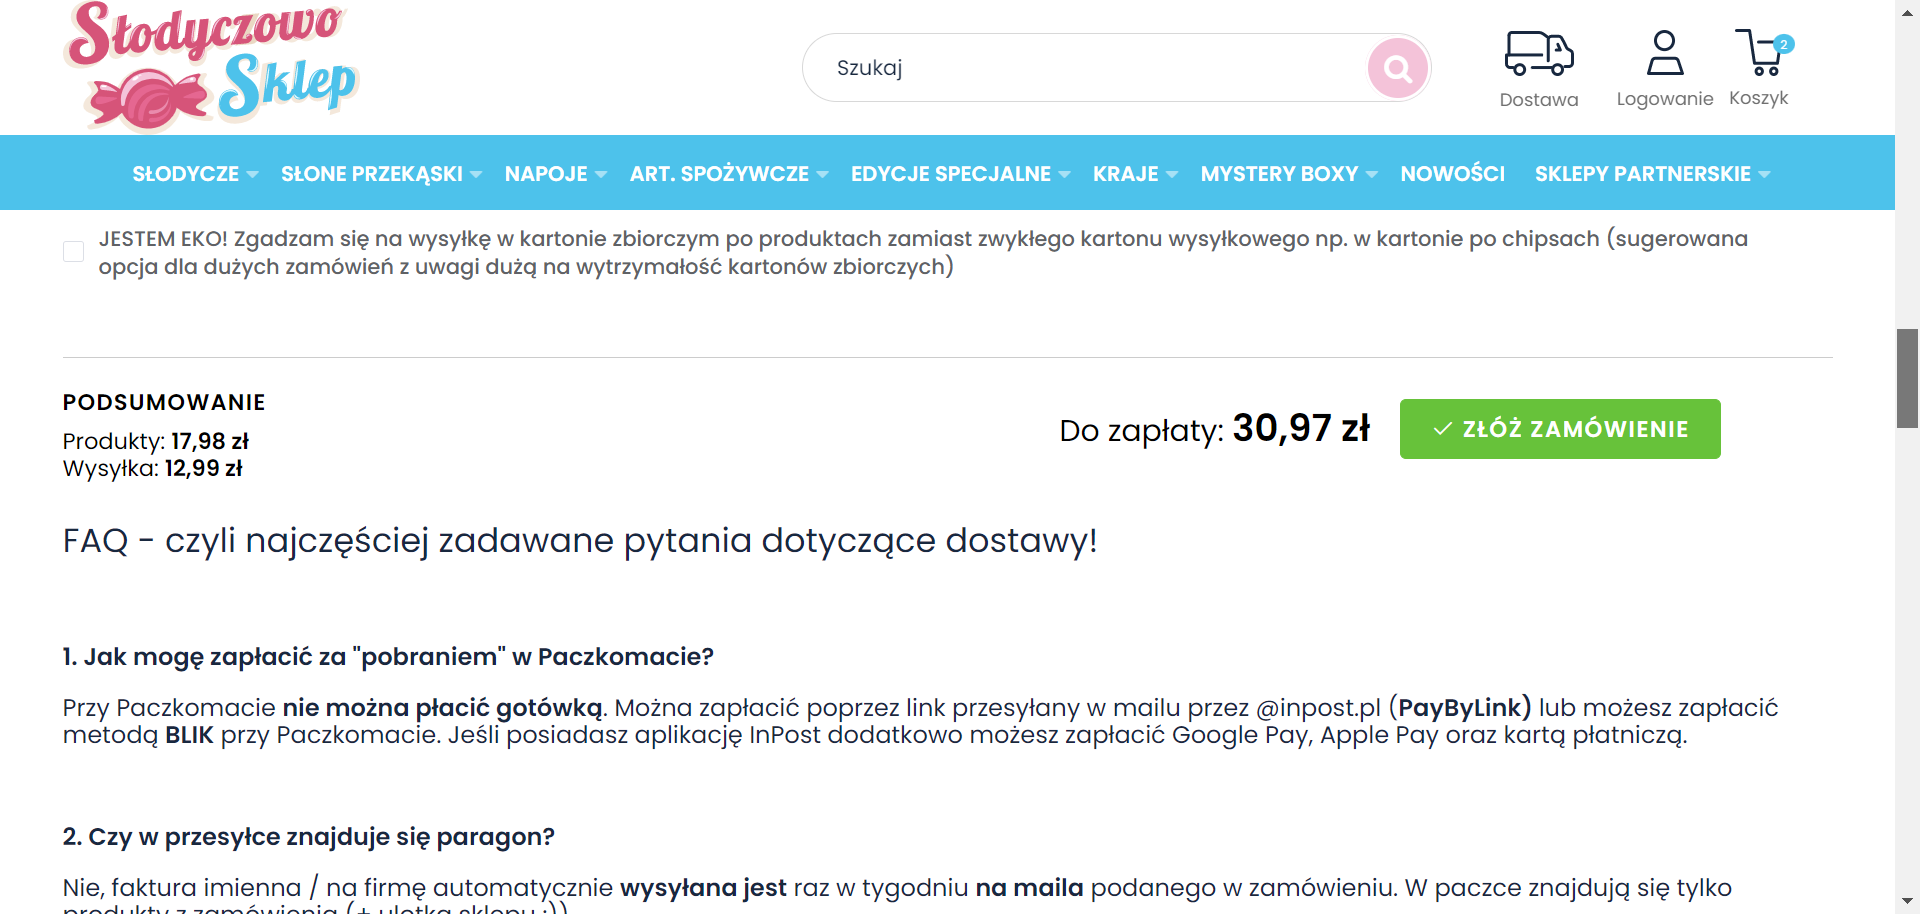 Słodyczowo
Sklep
Szukaj
2
Dostawa
Logowanie
Koszyk
SŁODYCZE
SŁONE PRZEKĄSKI
NAPOJE
ART. SPOŻYWCZE
EDYCJE SPECJALNE
KRAJE
MYSTERY BOXY
NOWOŚCI
SKLEPY PARTNERSKIE
JESTEM EKO! Zgadzam się na wysyłkę w kartonie zbiorczym po produktach zamiast zwykłego kartonu wysyłkowego np. w kartonie po chipsach (sugerowana
opcja dla dużych zamówień z uwagi dużą na wytrzymałość kartonów zbiorczych)
PODSUMOWANIE
Produkty: 17,98 zł
Wysyłka: 12,99 zł
Do zapłaty: 30,97 zł
ZŁÓŻ ZAMÓWIENIE
FAQ - czyli najczęściej zadawane pytania dotyczące dostawy!
1. Jak mogę zapłacić za "pobraniem" w Paczkomacie?
Przy Paczkomacie nie można płacić gotówką. Można zapłacić poprzez link przesyłany w mailu przez @inpost.pl (PayByLink) lub możesz zapłacić
metodą BLIK przy Paczkomacie. Jeśli posiadasz aplikację InPost dodatkowo możesz zapłacić Google Pay, Apple Pay oraz kartą płatniczą.
2. Czy w przesyłce znajduje się paragon?
Nie, faktura imienna / na firmę automatycznie wysyłana jest raz w tygodniu na maila podanego w zamówieniu. W paczce znajdują się tylko
produkty z zamówienia (+ ulotka sklepu :))